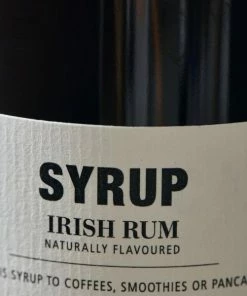 SYRUP
IRISH RUM
NATURALLY FLAVOURED
SYRUP TO COFFEES, SMOOTHIES OR